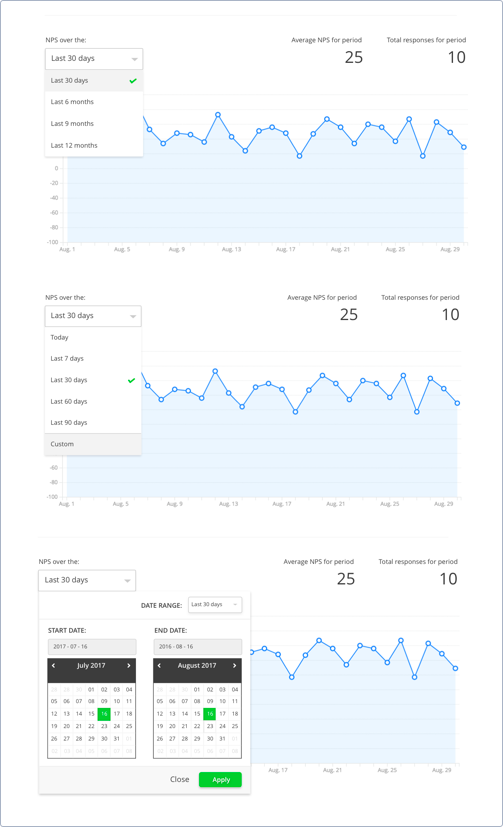 NPS over the:
Average NPS for period
Total responses for period
Last 30 days
25
10
Last 30 days
Last 6 months
Last 9 months
Last 12 months
0
-20
-40
-60
-80
-100
Aug, 1
Aug, 5
Aug, 9
Aug, 13
Aug, 17
Aug, 21
Aug, 25
Aug, 29
NPS over the:
Average NPS for period
Total responses for period
Last 30 days
25
10
Today
Last 7 days
Last 30 days
Last 60 days
Last 90 days
Custom
-60
-80
-100
Aug, 1
Aug, 5
Aug, 9
Aug, 13
Aug, 17
Aug, 21
Aug, 25
Aug, 29
NPS over the:
Average NPS for period
Total responses for period
Last 30 days
25
10
DATE RANGE:
Last 30 days
START DATE:
END DATE:
2017 - 07 - 16
2016 - 08 - 16
July 2017
August 2017
28 29 30 01 02 03 04
05 06 07 08 09 10 11
12 13 14 15 16 17 18
19 20 21 22 23 24 25
26 27 28 29 30 31 01
02 03 04 05 06 07 08
28 29 30 01 02 03 04
05 06 07 08 09 10 11
12 13 14 15 16 17 18
19 20 21 22 23 24 25
26 27 28 29 30 31 01
02 03 04 05 06 07 08
Aug, 17
Aug, 21
Aug, 25
Aug, 29
Close
Apply